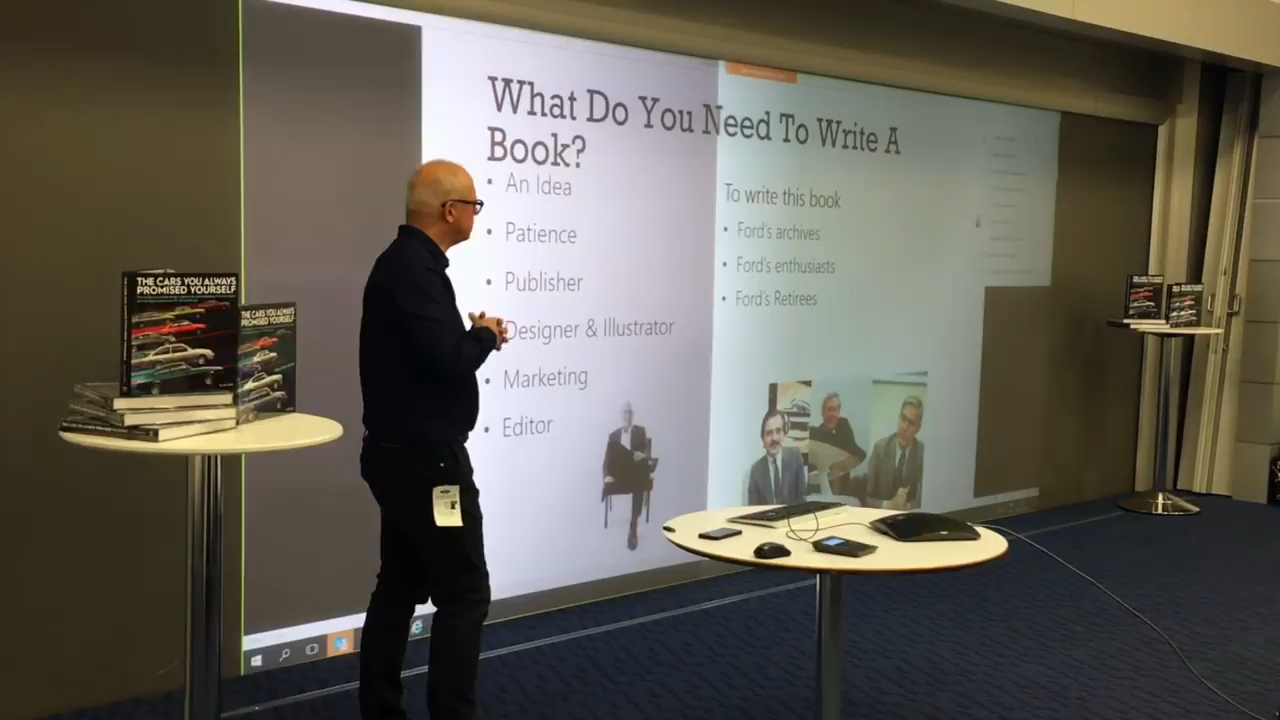 What Do You Need To Write A
Book?
• An Idea
• Patience
• Publisher
Designer & Illustrator
• Marketing
• Editor
To write this book
• Ford's archives
• Ford's enthusiasts
• Ford's Retirees
THE CARS YOU ALWAYS
PROMISED YOURSELF
THE CARS YOU ALWAYS
PROMISED YOURSELF